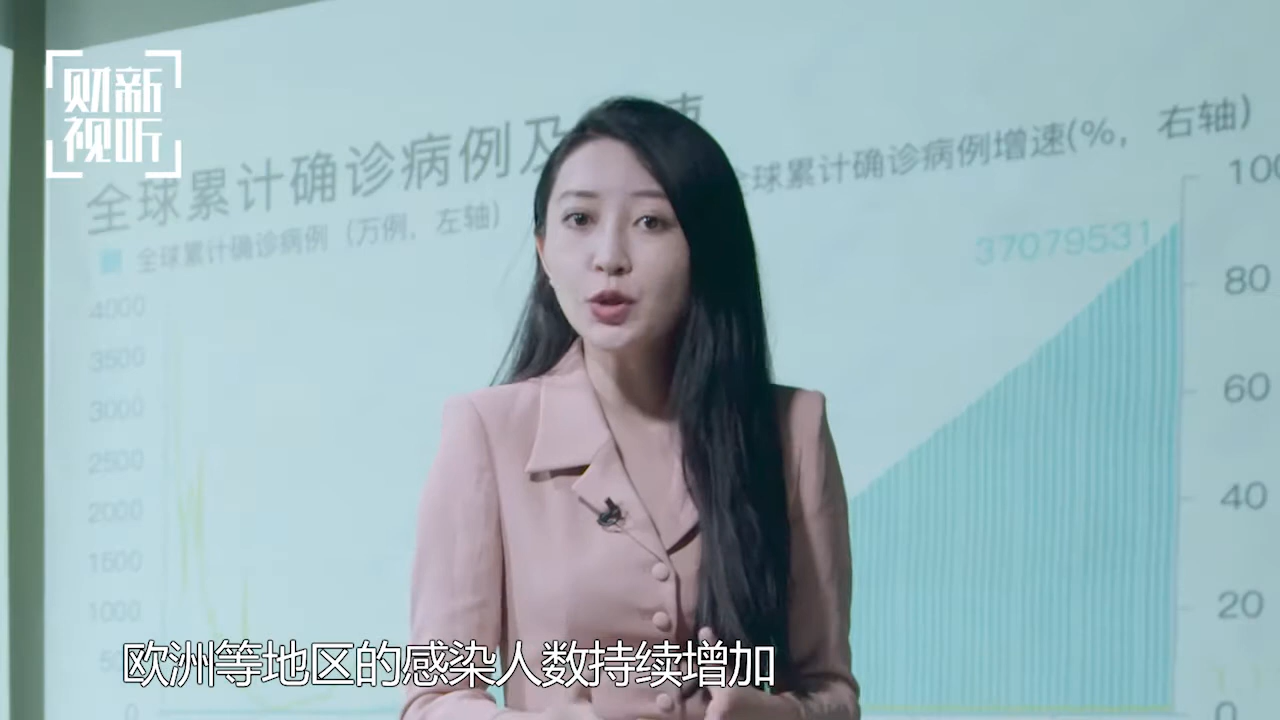 财新
视听
全球累计确诊病例及
全球累计确诊病例(万例，左轴)
全球累计确诊病例增速(%，右轴)
37079531
4000
3500
3000
2500
2000
1500
1000
0
100
80
60
40
20
0
欧洲等地区的感染人数持续增加